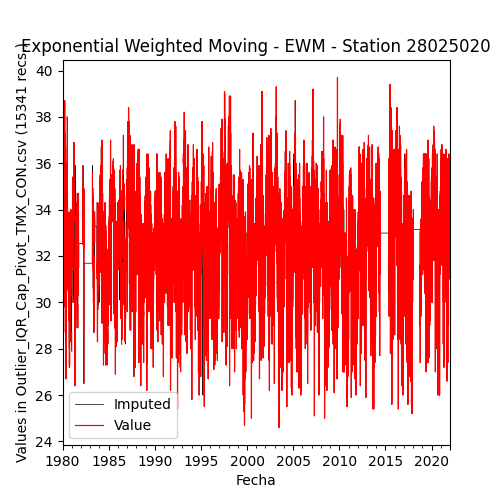 Exponential Weighted Moving - EWM - Station 28025020
Values in Outlier_IQR_Cap_Pivot_TMX_CON.csv (15341 recs.)
40
38
36
34
32
30
28
26
24
Imputed
Value
1980 1985 1990 1995 2000 2005 2010 2015 2020
Fecha